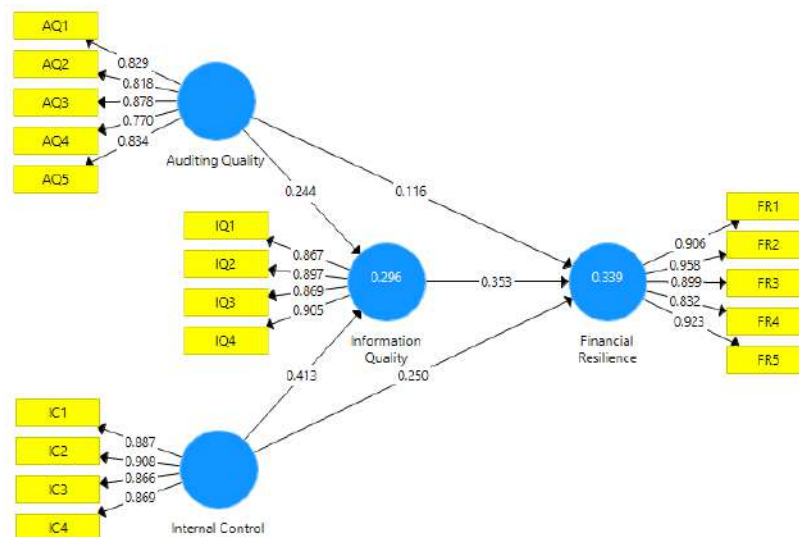 AQ1
AQ2
AQ3
AQ4
AQ5
0.829
0.818
0.878
0.770
0.834
Auditing Quality
0.244
0.116
IQ1
IQ2
IQ3
IQ4
0.867
0.897
0.869
0.905
0.296
Information
Quality
0.353
0.339
Financial
Resilience
0.906
0.958
0.899
0.832
0.923
FR1
FR2
FR3
FR4
FR5
0.413
0.250
IC1
IC2
IC3
IC4
0.887
0.908
0.866
0.869
Internal Control